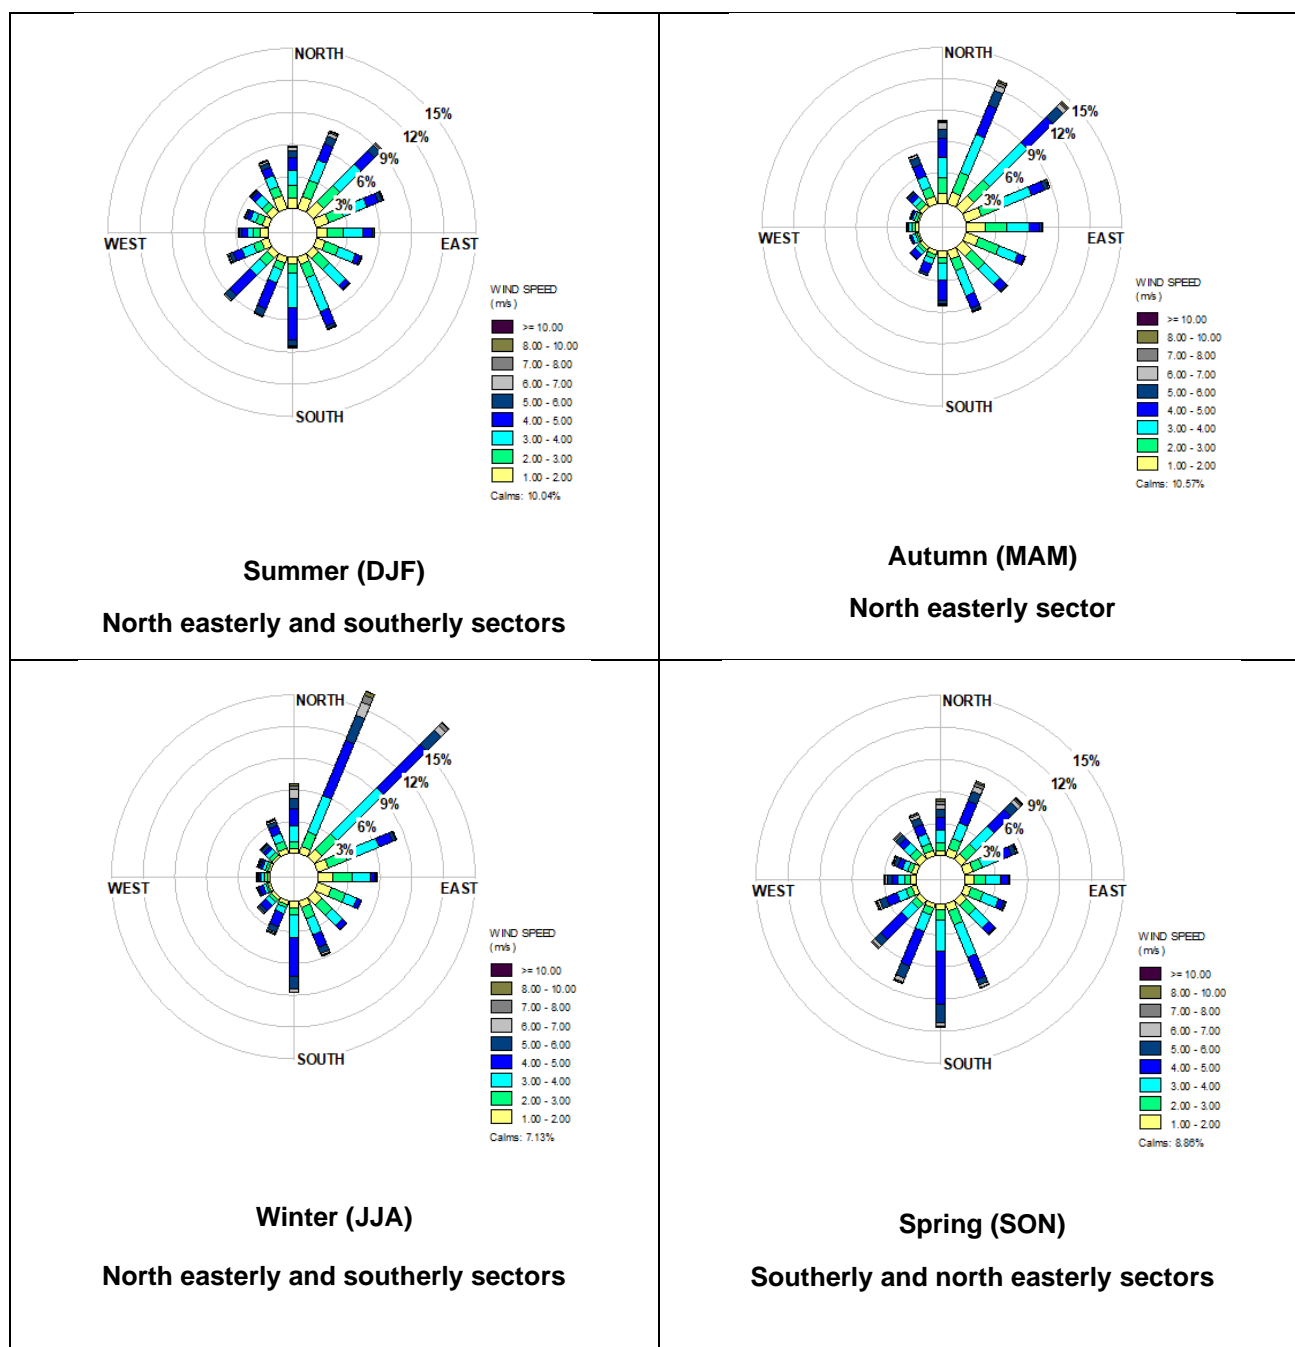 NORTH
15%
12%
9%
6%
3%
WEST
EAST
SOUTH
WIND SPEED
(m/s)
>= 10.00
8.00 - 10.00
7.00 - 8.00
6.00 - 7.00
5.00 - 6.00
4.00 - 5.00
3.00 - 4.00
2.00 - 3.00
1.00 - 2.00
Calms: 10.04%
Summer (DJF)
North easterly and southerly sectors
NORTH
15%
12%
9%
6%
3%
WEST
EAST
SOUTH
WIND SPEED
(m/s)
>= 10.00
8.00 - 10.00
7.00 - 8.00
6.00 - 7.00
5.00 - 6.00
4.00 - 5.00
3.00 - 4.00
2.00 - 3.00
1.00 - 2.00
Calms: 10.57%
Autumn (MAM)
North easterly sector
NORTH
15%
12%
9%
6%
3%
WEST
EAST
SOUTH
WIND SPEED
(m/s)
>= 10.00
8.00 - 10.00
7.00 - 8.00
6.00 - 7.00
5.00 - 6.00
4.00 - 5.00
3.00 - 4.00
2.00 - 3.00
1.00 - 2.00
Calms: 7.13%
Winter (JJA)
North easterly and southerly sectors
NORTH
15%
12%
9%
6%
3%
WEST
EAST
SOUTH
WIND SPEED
(m/s)
>= 10.00
8.00 - 10.00
7.00 - 8.00
6.00 - 7.00
5.00 - 6.00
4.00 - 5.00
3.00 - 4.00
2.00 - 3.00
1.00 - 2.00
Calms: 8.86%
Spring (SON)
Southerly and north easterly sectors